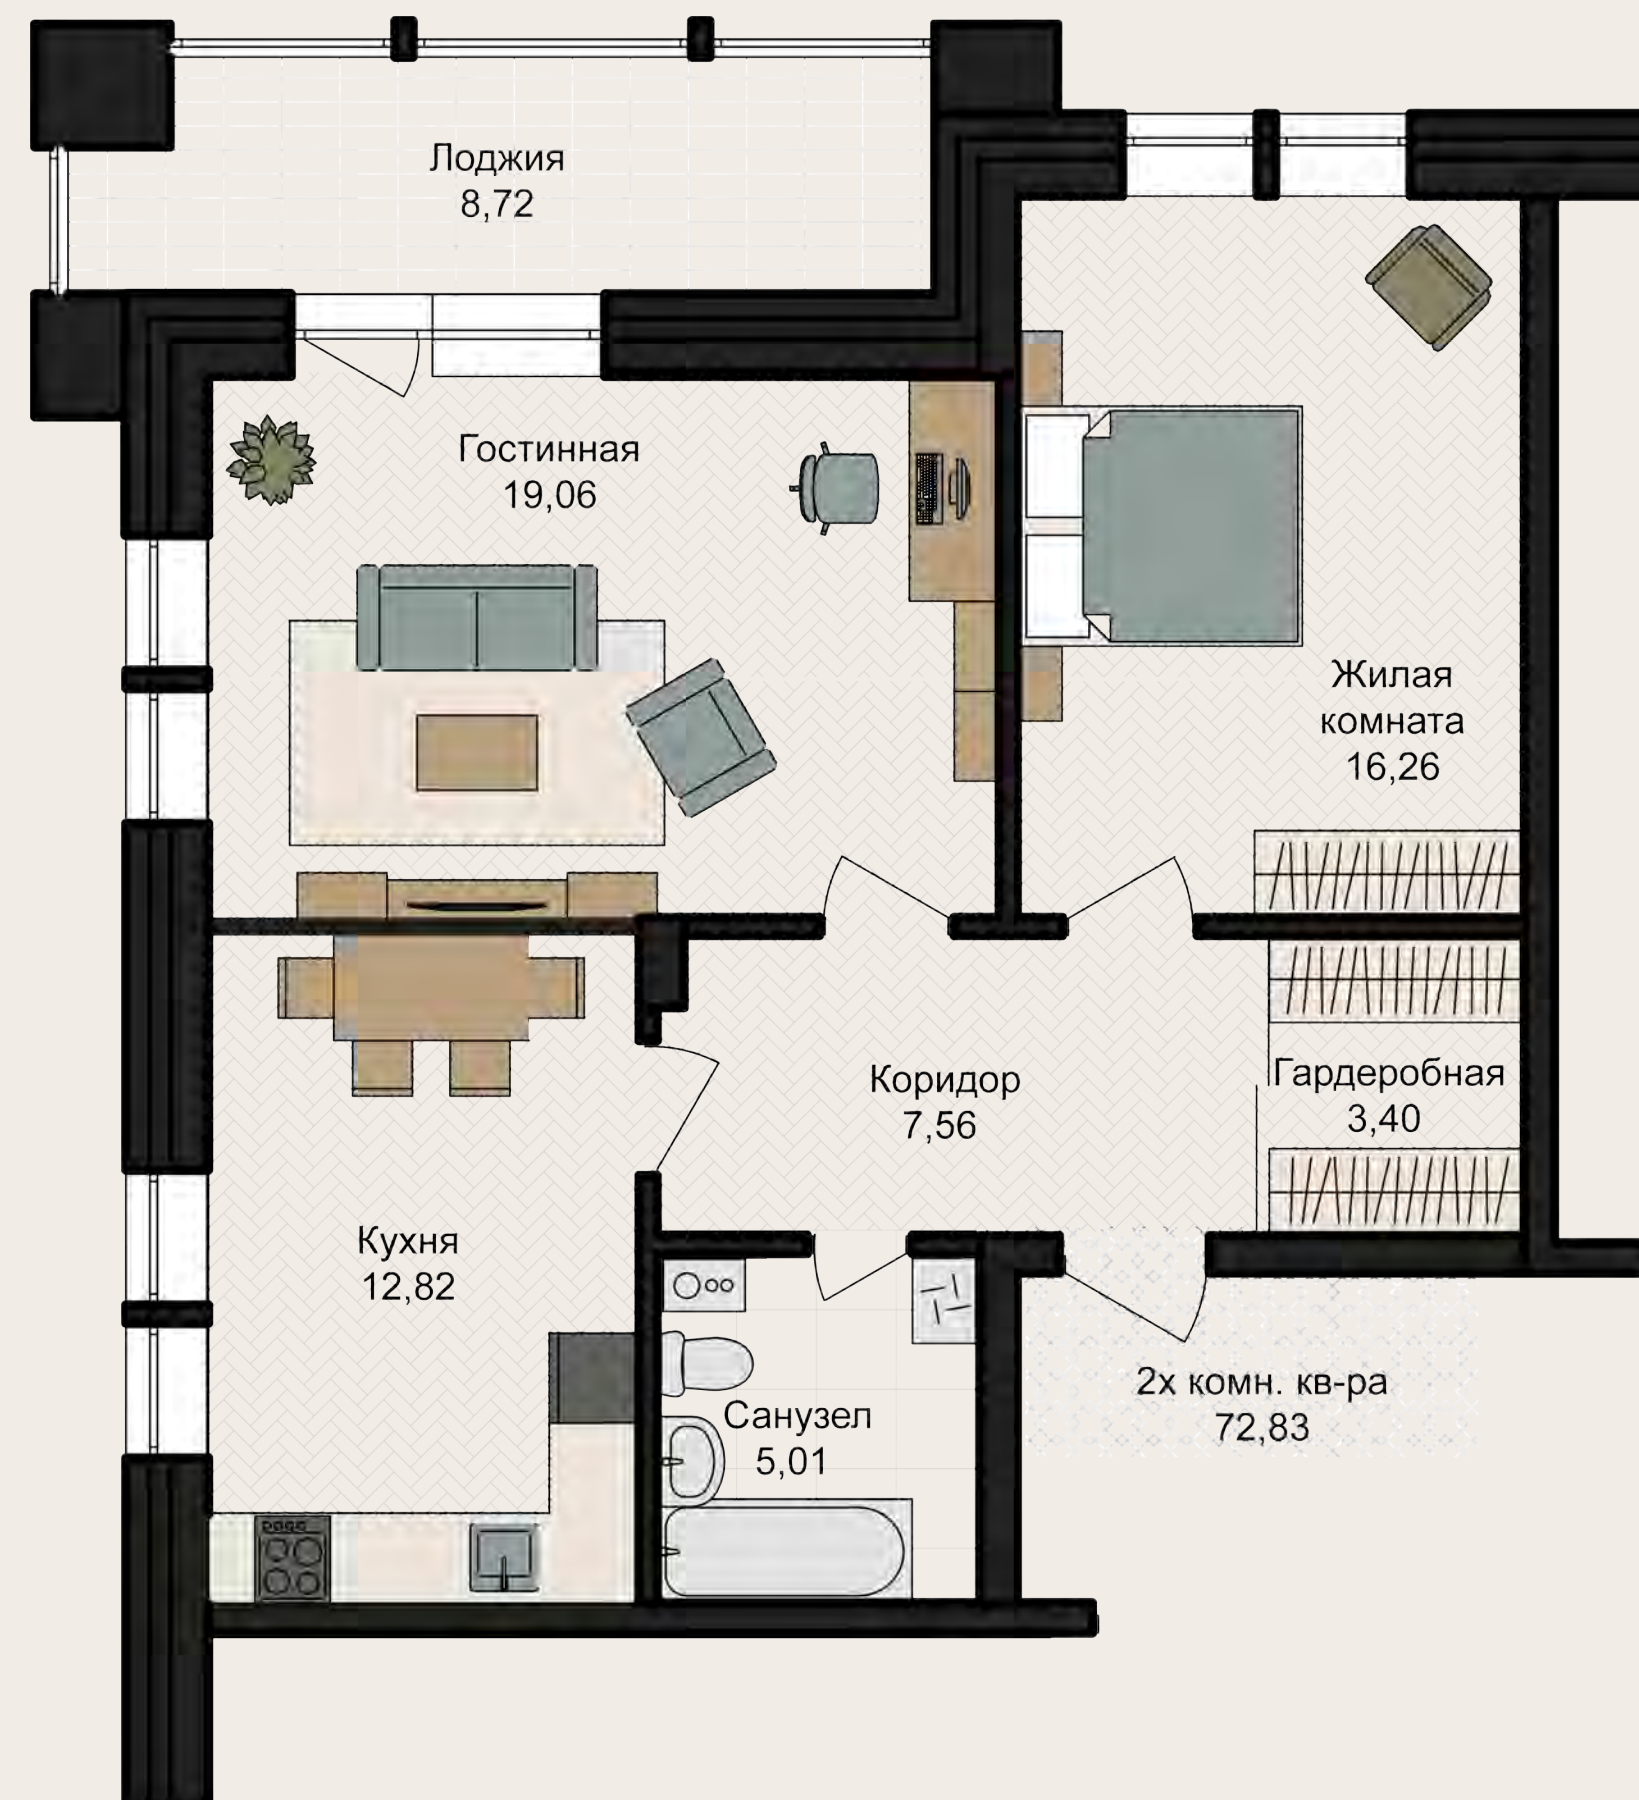 Лоджия
8,72
Гостинная
19,06
Жилая
комната
16,26
Коридор
7,56
Гардеробная
3,40
Кухня
12,82
Санузел
5,01
2х комн. кв-ра
72,83